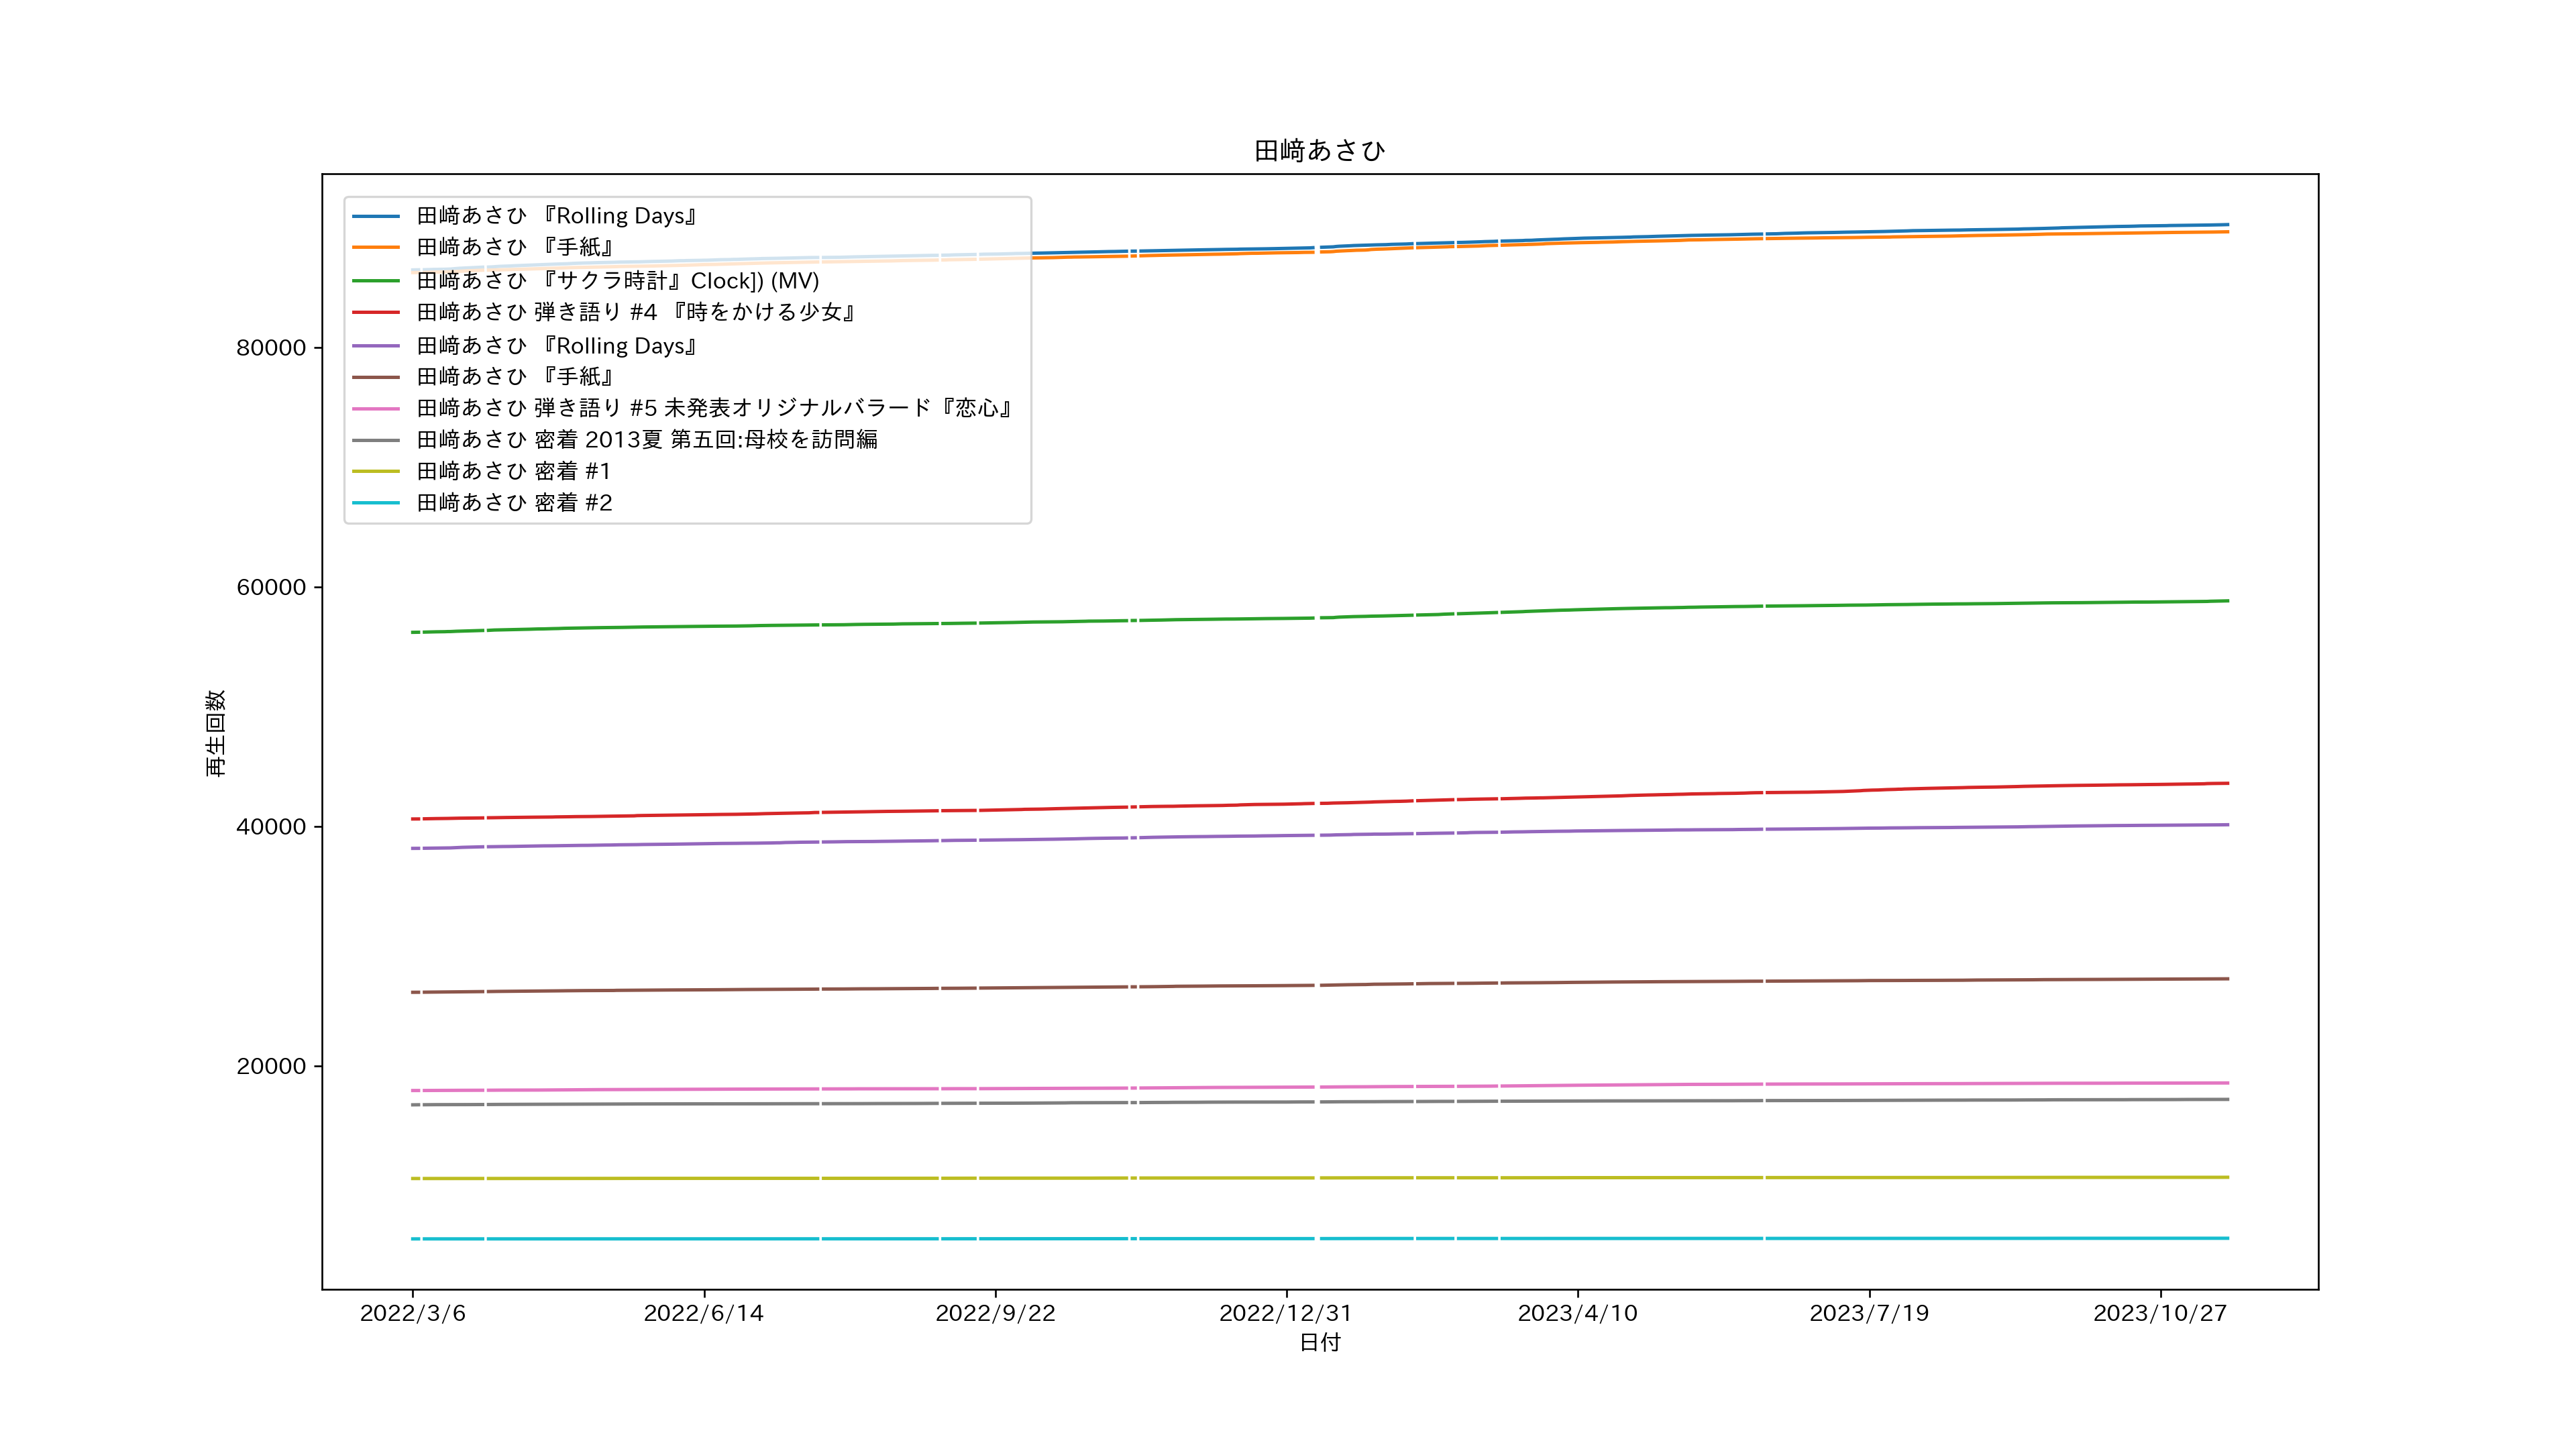 田﨑あさひ
田﨑あさひ 『Rolling Days』
田﨑あさひ 『手紙』
田﨑あさひ 『サクラ時計』Clock]) (MV)
田﨑あさひ 弾き語り #4 『時をかける少女』
田﨑あさひ 『Rolling Days』
田﨑あさひ 『手紙』
田﨑あさひ 弾き語り #5 未発表オリジナルバラード『恋心』
田﨑あさひ 密着 2013夏 第五回:母校を訪問編
田﨑あさひ 密着 #1
田﨑あさひ 密着 #2
80000
60000
40000
20000
再生回数
2022/3/6 2022/6/14 2022/9/22 2022/12/31 2023/4/10 2023/7/19 2023/10/27
日付